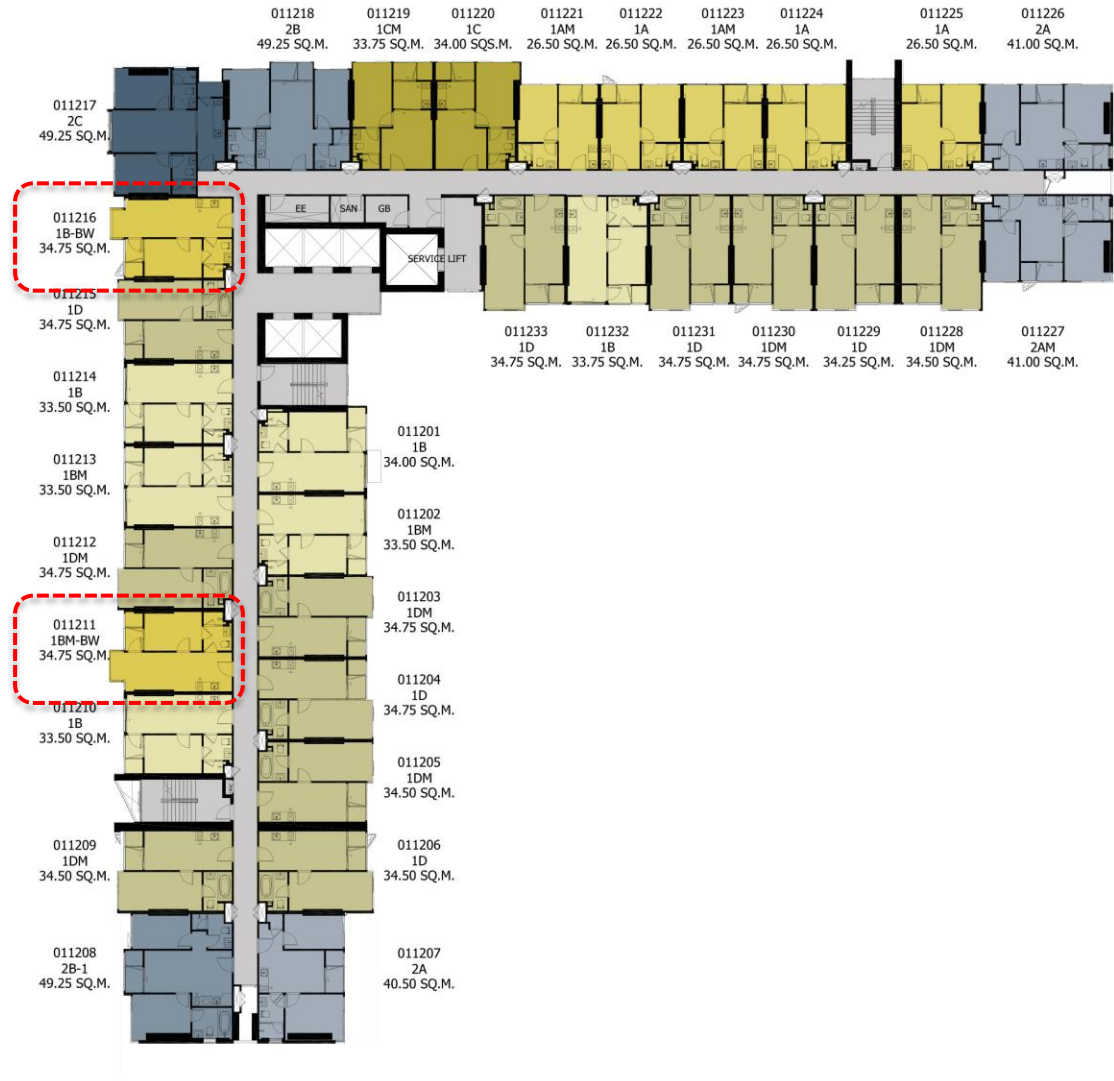 011218
2B
49.25 SQ.M.
011219
1CM
33.75 SQ.M.
011220
1C
34.00 SQS.M.
011221
1AM
26.50 SQ.M.
011222
1A
26.50 SQ.M.
011223
1AM
26.50 SQ.M.
011224
1A
26.50 SQ.M.
011225
1A
26.50 SQ.M.
011226
2A
41.00 SQ.M.
011217
2C
49.25 SQ.M.
011216
1B-BW
34.75 SQ.M.
EE
SAN
GB
SERVICE LIFT
011215
1D
34.75 SQ.M.
011233
1D
34.75 SQ.M.
011232
1B
33.75 SQ.M.
011231
1D
34.75 SQ.M.
011230
1DM
34.75 SQ.M.
011229
1D
34.25 SQ.M.
011228
1DM
34.50 SQ.M.
011227
2AM
41.00 SQ.M.
011214
1B
33.50 SQ.M.
011201
1B
34.00 SQ.M.
011213
1BM
33.50 SQ.M.
011202
1BM
33.50 SQ.M.
011212
1DM
34.75 SQ.M.
011203
1DM
34.75 SQ.M.
011211
1BM-BW
34.75 SQ.M.
011204
1D
34.75 SQ.M.
011210
1B
33.50 SQ.M.
011205
1DM
34.50 SQ.M.
011209
1DM
34.50 SQ.M.
011206
1D
34.50 SQ.M.
011208
2B-1
49.25 SQ.M.
011207
2A
40.50 SQ.M.